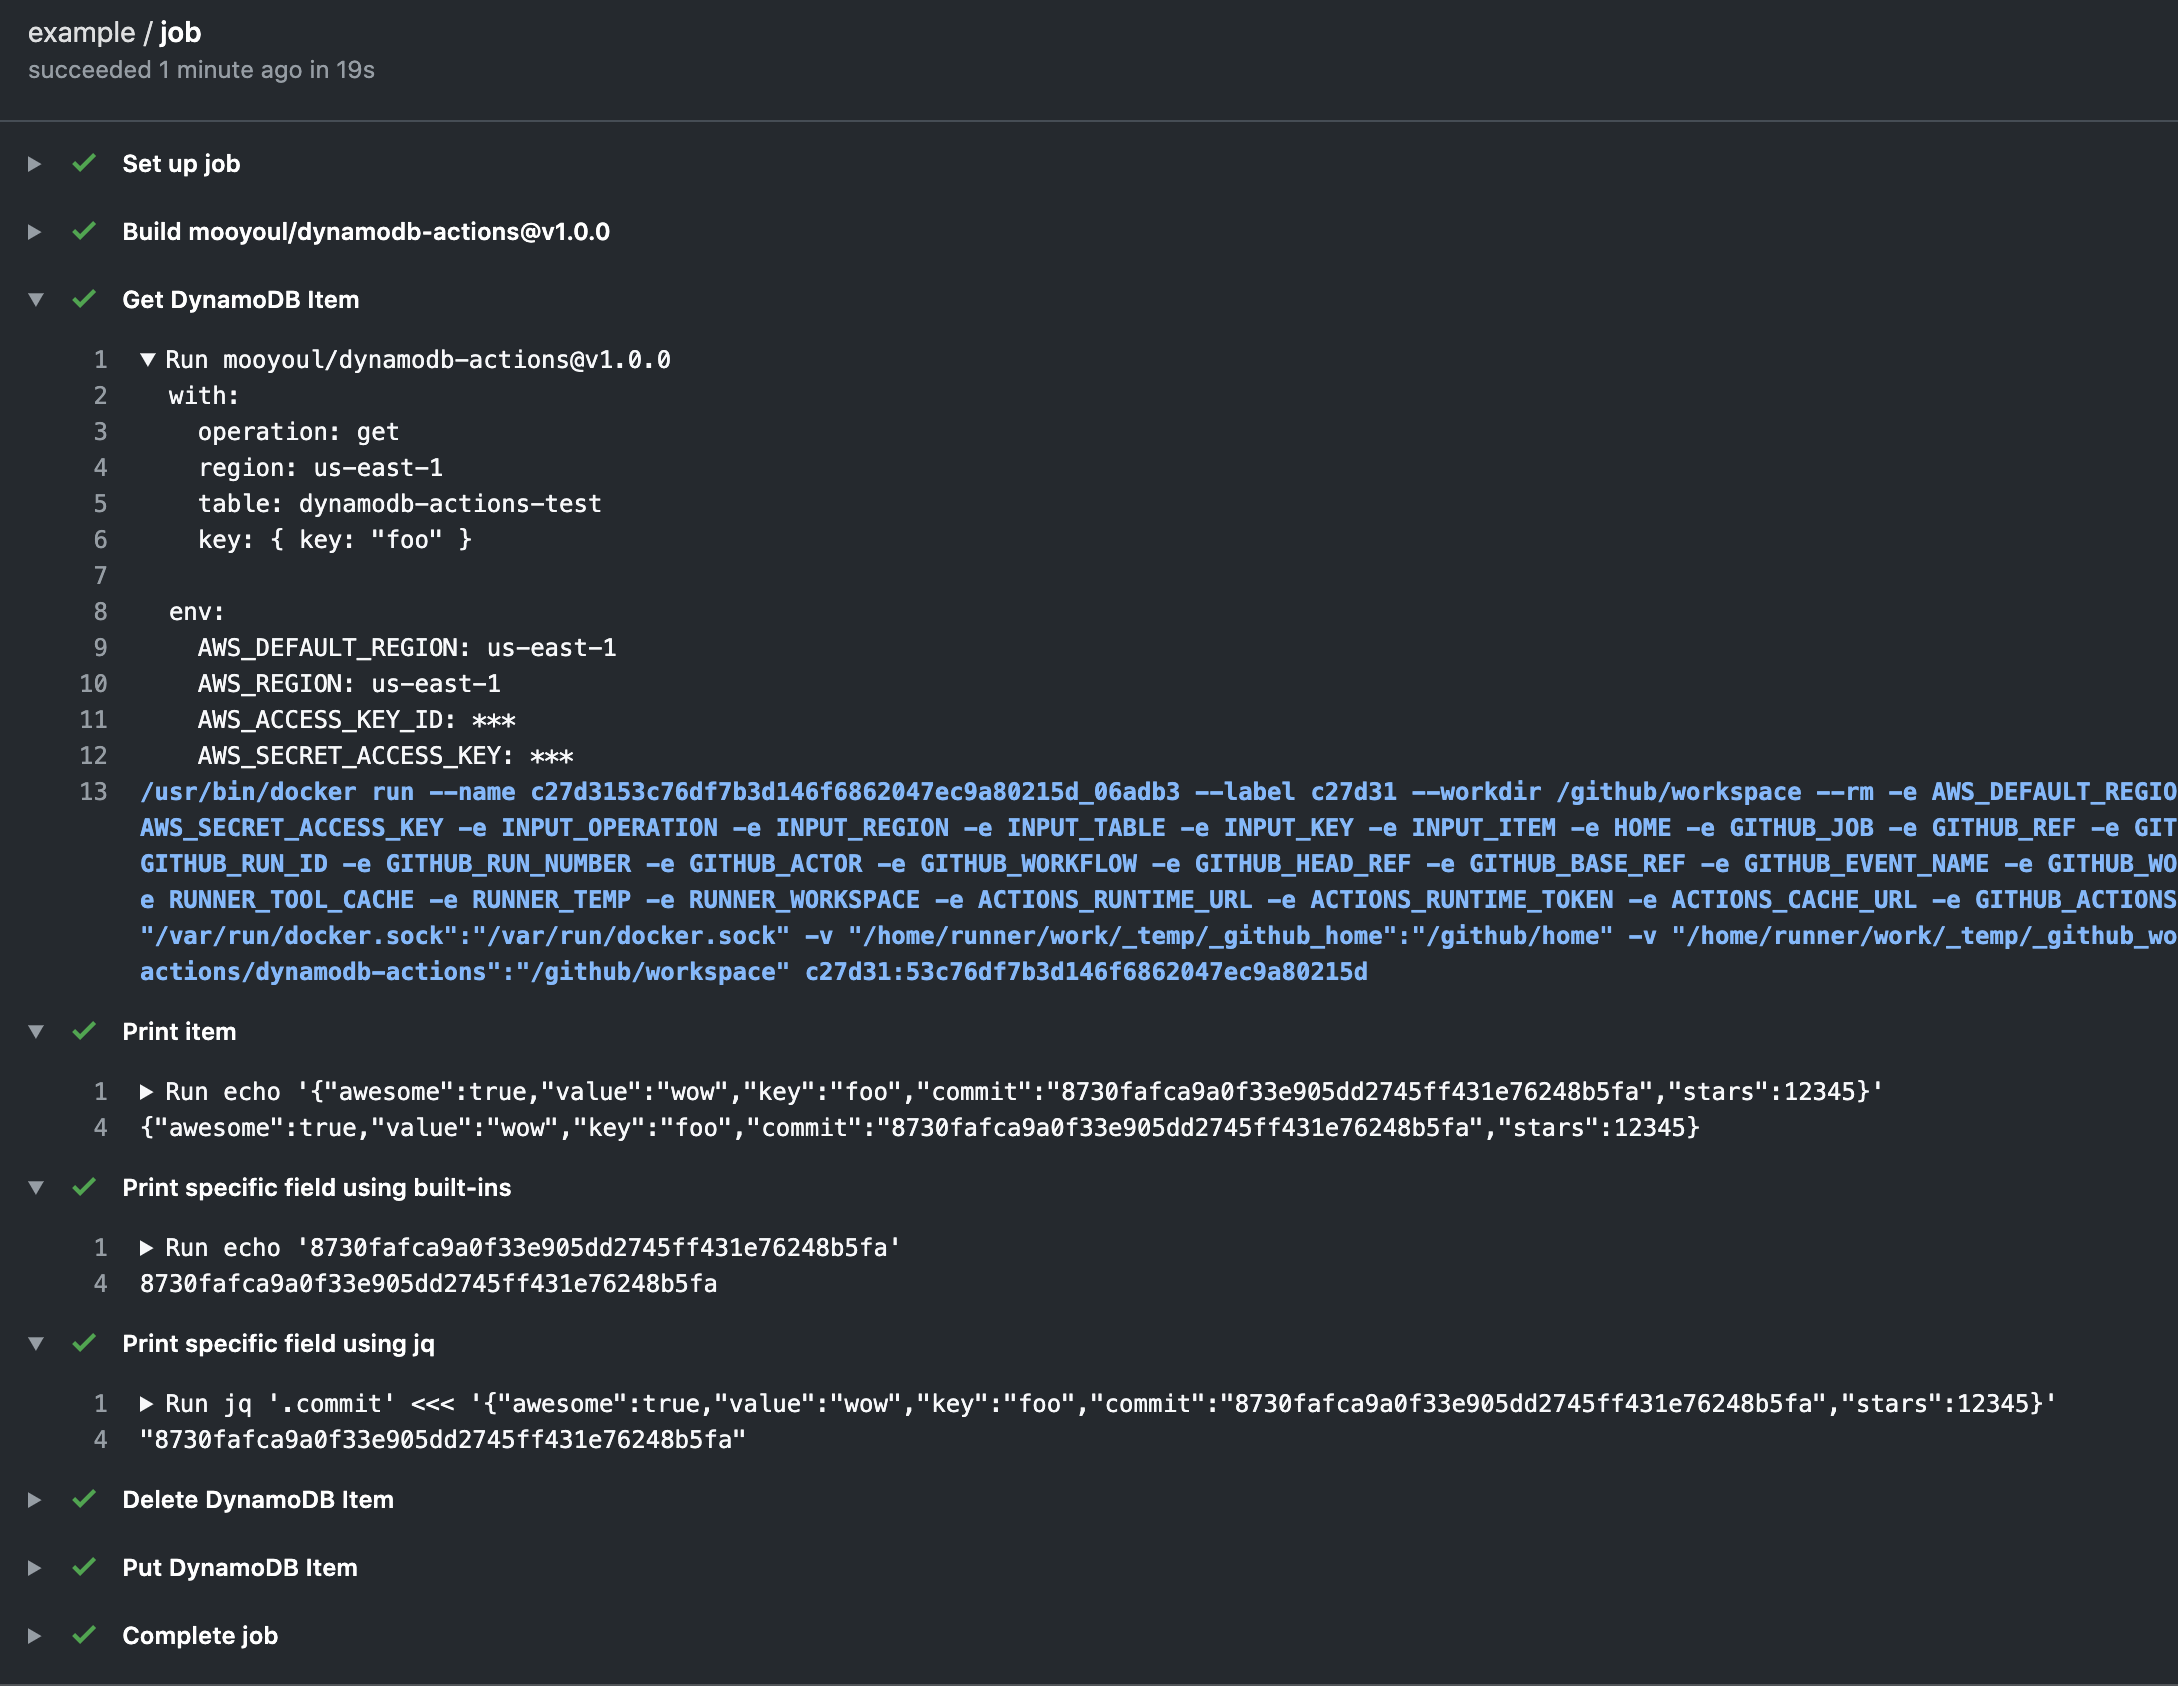 example / job
succeeded 1 minute ago in 19s
Set up job
Build mooyoul/dynamodb-actions@v1.0.0
Get DynamoDB Item
1 Run mooyoul/dynamodb-actions@v1.0.0
2 with:
3 operation: get
4 region: us-east-1
5 table: dynamodb-actions-test
6 key: { key: "foo" }
7
8 env:
9 AWS_DEFAULT_REGION: us-east-1
10 AWS_REGION: us-east-1
11 AWS_ACCESS_KEY_ID: ***
12 AWS_SECRET_ACCESS_KEY: ***
13 /usr/bin/docker run --name c27d3153c76df7b3d146f6862047ec9a80215d_06adb3 --label c27d31 --workdir /github/workspace --rm -e AWS_DEFAULT_REGIO
AWS_SECRET_ACCESS_KEY -e INPUT_OPERATION -e INPUT_REGION -e INPUT_TABLE -e INPUT_KEY -e INPUT_ITEM -e HOME -e GITHUB_JOB -e GITHUB_REF -e GIT
GITHUB_RUN_ID -e GITHUB_RUN_NUMBER -e GITHUB_ACTOR -e GITHUB_WORKFLOW -e GITHUB_HEAD_REF -e GITHUB_BASE_REF -e GITHUB_EVENT_NAME -e GITHUB_WO
e RUNNER_TOOL_CACHE -e RUNNER_TEMP -e RUNNER_WORKSPACE -e ACTIONS_RUNTIME_URL -e ACTIONS_RUNTIME_TOKEN -e ACTIONS_CACHE_URL -e GITHUB_ACTIONS
"/var/run/docker.sock":"/var/run/docker.sock" -v "/home/runner/work/_temp/_github_home":"/github/home" -v "/home/runner/work/_temp/_github_wo
actions/dynamodb-actions":"/github/workspace" c27d31:53c76df7b3d146f6862047ec9a80215d
Print item
1 Run echo '{"awesome":true,"value":"wow","key":"foo","commit":"8730fafca9a0f33e905dd2745ff431e76248b5fa","stars":12345}'
4 {"awesome":true,"value":"wow","key":"foo","commit":"8730fafca9a0f33e905dd2745ff431e76248b5fa","stars":12345}
Print specific field using built-ins
1 Run echo '8730fafca9a0f33e905dd2745ff431e76248b5fa'
4 8730fafca9a0f33e905dd2745ff431e76248b5fa
Print specific field using jq
1 Run jq '.commit' <<< '{"awesome":true,"value":"wow","key":"foo","commit":"8730fafca9a0f33e905dd2745ff431e76248b5fa","stars":12345}'
4 "8730fafca9a0f33e905dd2745ff431e76248b5fa"
Delete DynamoDB Item
Put DynamoDB Item
Complete job